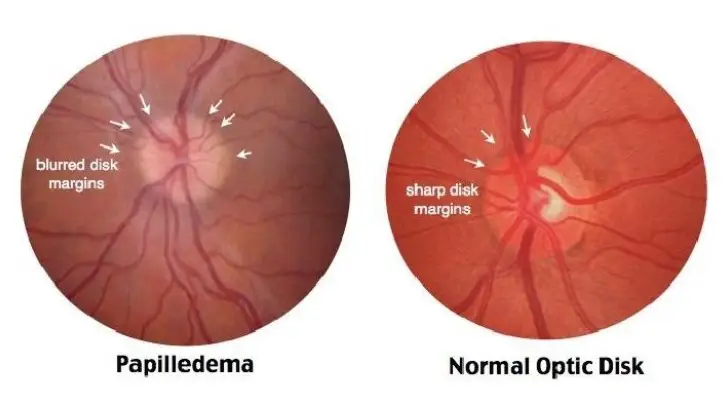 blurred disk
margins
sharp disk
margins
Papilledema
Normal Optic Disk